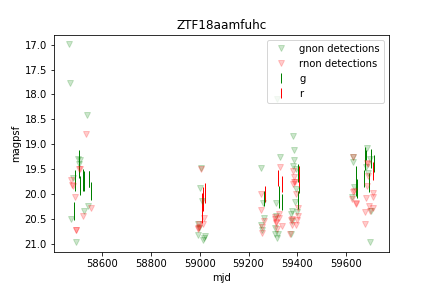 ZTF18aamfuhc
gnon detections
rnon detections
g
r
17.0
17.5
18.0
18.5
19.0
19.5
20.0
20.5
21.0
magpsf
58600
58800
59000
59200
59400
59600
mjd